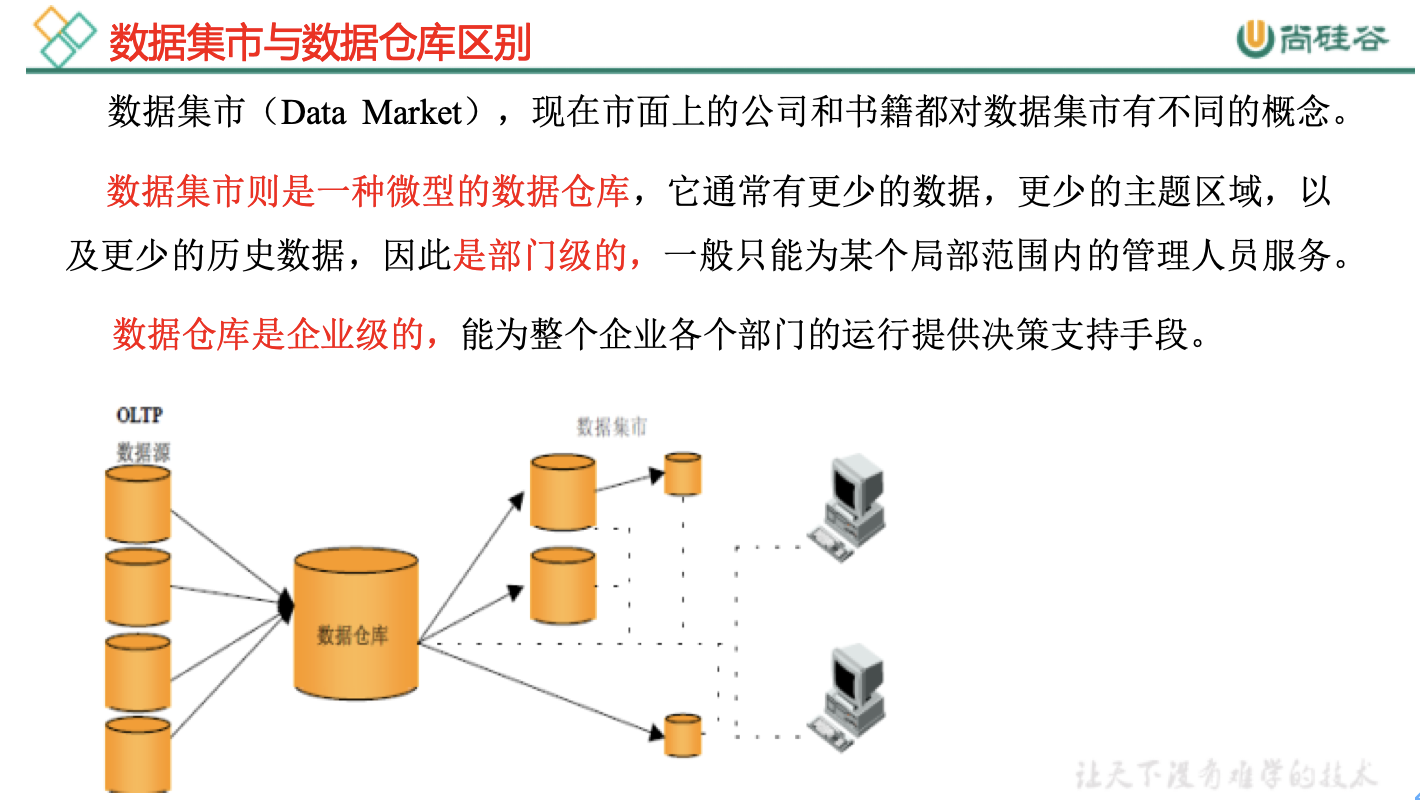 数据集市与数据仓库区别
尚硅谷
数据集市（Data Market），现在市面上的公司和书籍都对数据集市有不同的概念。
数据集市则是一种微型的数据仓库，它通常有更少的数据，更少的主题区域，以
及更少的历史数据，因此是部门级的，一般只能为某个局部范围内的管理人员服务。
数据仓库是企业级的，能为整个企业各个部门的运行提供决策支持手段。
OLTP
数据源
数据集市
数据仓库
让天下没有难学的技术